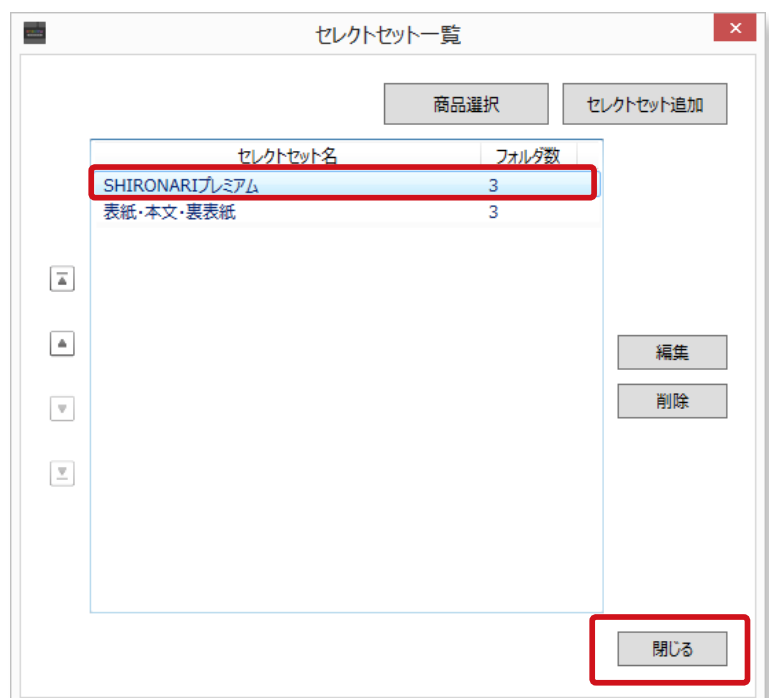 セレクトセット一覧
商品選択 セレクトセット追加
セレクトセット名 フォルダ数
SHIRONARIプレミアム 3
表紙・本文・裏表紙 3
編集
削除
閉じる